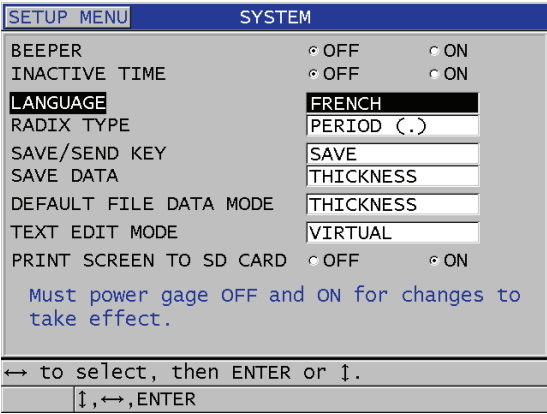 SETUP MENU SYSTEM
BEEPER OFF ON
INACTIVE TIME OFF ON
LANGUAGE FRENCH
RADIX TYPE PERIOD (.)
SAVE/SEND KEY SAVE
SAVE DATA THICKNESS
DEFAULT FILE DATA MODE THICKNESS
TEXT EDIT MODE VIRTUAL
PRINT SCREEN TO SD CARD OFF ON
Must power gage OFF and ON for changes to
take effect.
↔ to select, then ENTER or ↕.
↕,↔,ENTER